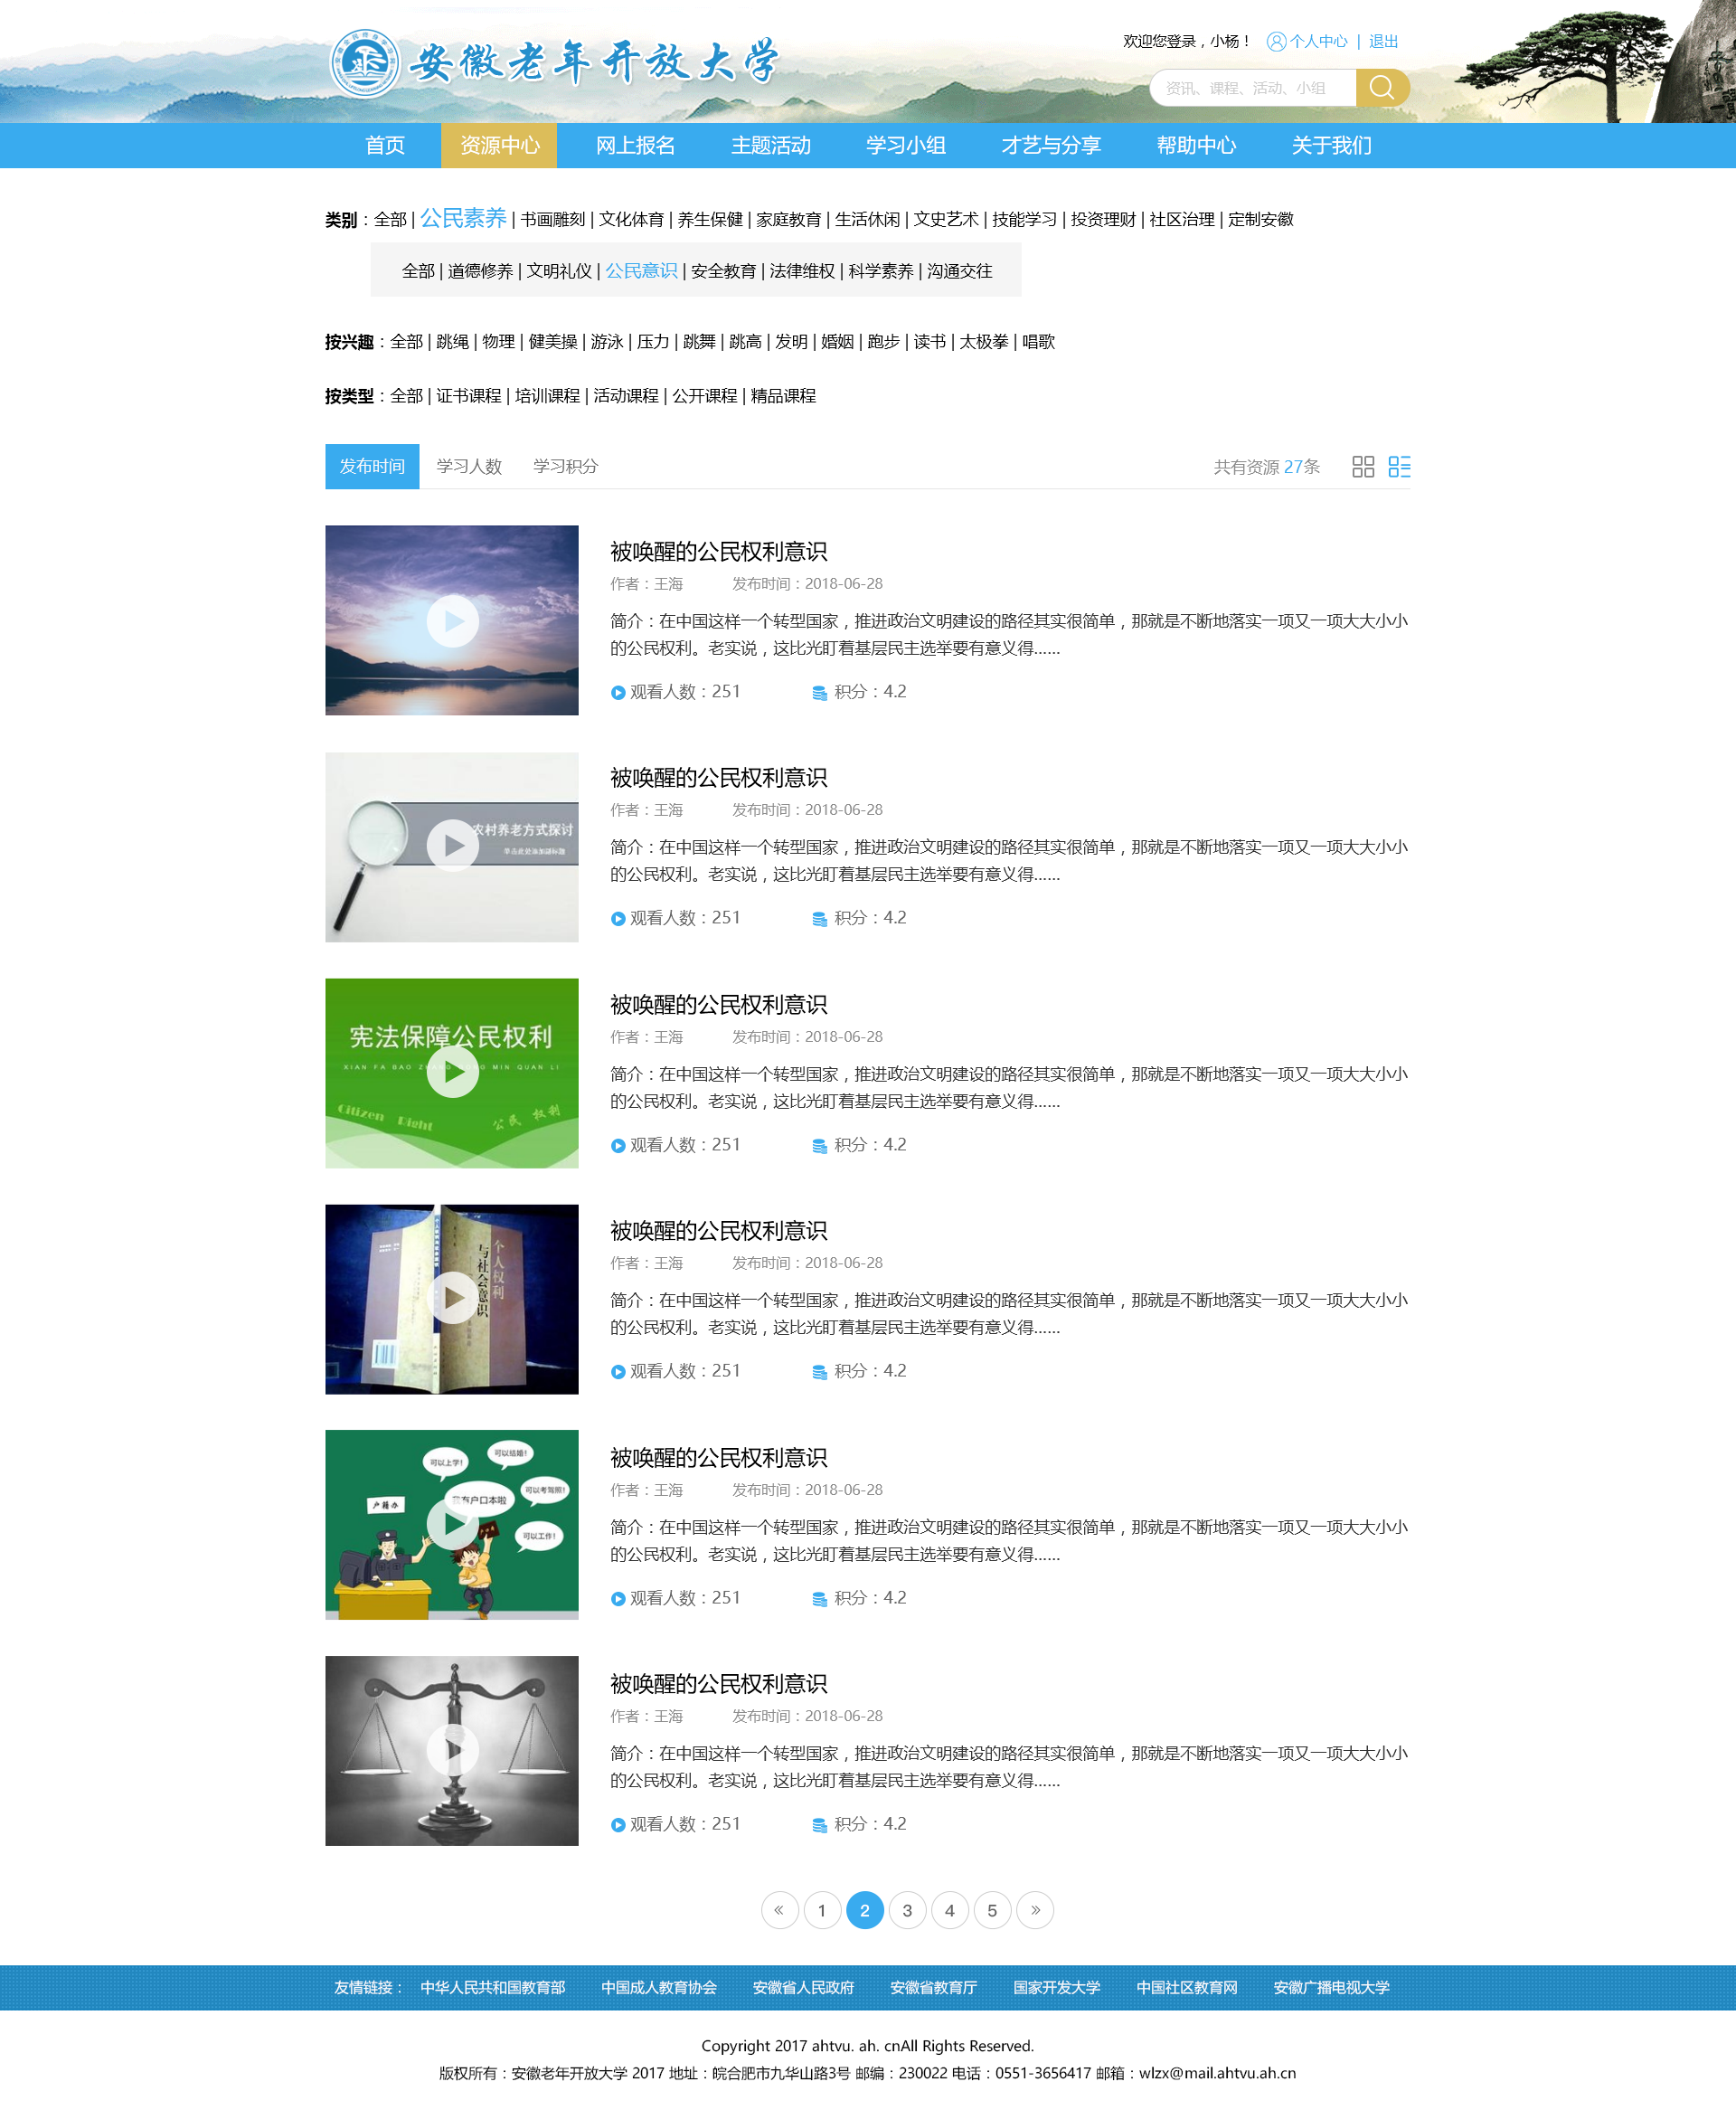 安徽老年开放大学
欢迎您登录，小杨！ 个人中心 | 退出
资讯、课程、活动、小组
首页 资源中心 网上报名 主题活动 学习小组 才艺与分享 帮助中心 关于我们
类别：全部 | 公民素养 | 书画雕刻 | 文化体育 | 养生保健 | 家庭教育 | 生活休闲 | 文史艺术 | 技能学习 | 投资理财 | 社区治理 | 定制安徽
全部 | 道德修养 | 文明礼仪 | 公民意识 | 安全教育 | 法律维权 | 科学素养 | 沟通交往
按兴趣：全部 | 跳绳 | 物理 | 健美操 | 游泳 | 压力 | 跳舞 | 跳高 | 发明 | 婚姻 | 跑步 | 读书 | 太极拳 | 唱歌
按类型：全部 | 证书课程 | 培训课程 | 活动课程 | 公开课程 | 精品课程
发布时间 学习人数 学习积分 共有资源 27条
被唤醒的公民权利意识
作者：王海 发布时间：2018-06-28
简介：在中国这样一个转型国家，推进政治文明建设的路径其实很简单，那就是不断地落实一项又一项大大小小
的公民权利。老实说，这比光盯着基层民主选举要有意义得......
观看人数：251 积分：4.2
农村养老方式探讨
单击此处添加副标题
被唤醒的公民权利意识
作者：王海 发布时间：2018-06-28
简介：在中国这样一个转型国家，推进政治文明建设的路径其实很简单，那就是不断地落实一项又一项大大小小
的公民权利。老实说，这比光盯着基层民主选举要有意义得......
观看人数：251 积分：4.2
宪法保障公民权利
XIAN FA BAO ZHANG GONG MIN QUAN LI
Citizen Right 公民 权利
被唤醒的公民权利意识
作者：王海 发布时间：2018-06-28
简介：在中国这样一个转型国家，推进政治文明建设的路径其实很简单，那就是不断地落实一项又一项大大小小
的公民权利。老实说，这比光盯着基层民主选举要有意义得......
观看人数：251 积分：4.2
个人权利
与社会意识
被唤醒的公民权利意识
作者：王海 发布时间：2018-06-28
简介：在中国这样一个转型国家，推进政治文明建设的路径其实很简单，那就是不断地落实一项又一项大大小小
的公民权利。老实说，这比光盯着基层民主选举要有意义得......
观看人数：251 积分：4.2
可以结婚！
可以上学！
可以考驾照！
我有户口本啦
户籍办
可以工作！
被唤醒的公民权利意识
作者：王海 发布时间：2018-06-28
简介：在中国这样一个转型国家，推进政治文明建设的路径其实很简单，那就是不断地落实一项又一项大大小小
的公民权利。老实说，这比光盯着基层民主选举要有意义得......
观看人数：251 积分：4.2
被唤醒的公民权利意识
作者：王海 发布时间：2018-06-28
简介：在中国这样一个转型国家，推进政治文明建设的路径其实很简单，那就是不断地落实一项又一项大大小小
的公民权利。老实说，这比光盯着基层民主选举要有意义得......
观看人数：251 积分：4.2
« 1 2 3 4 5 »
友情链接： 中华人民共和国教育部 中国成人教育协会 安徽省人民政府 安徽省教育厅 国家开放大学 中国社区教育网 安徽广播电视大学
Copyright 2017 ahtvu. ah. cnAll Rights Reserved.
版权所有：安徽老年开放大学 2017 地址：皖合肥市九华山路3号 邮编：230022 电话：0551-3656417 邮箱：wlzx@mail.ahtvu.ah.cn